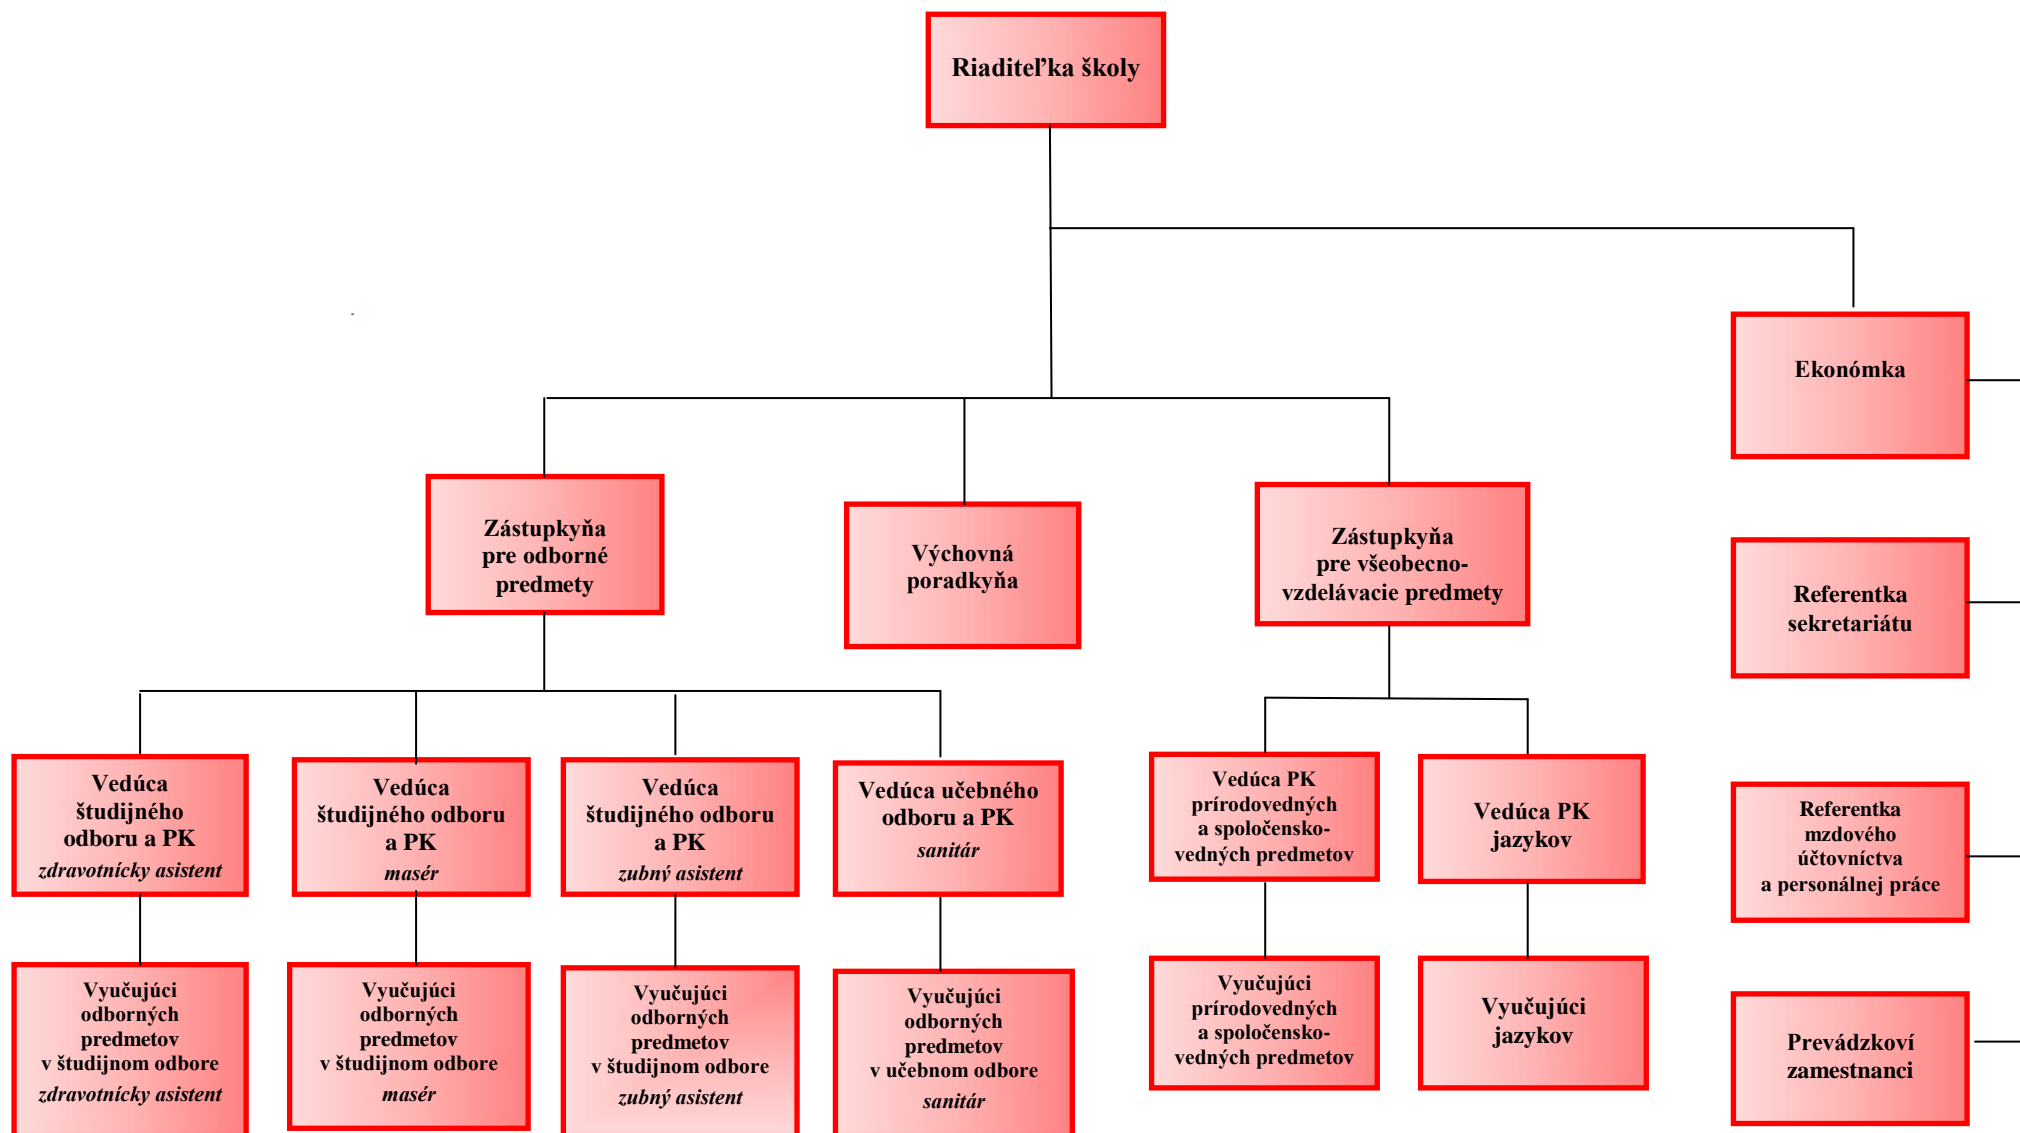 Riaditeľka školy
Ekonómka
Zástupkyňa
pre odborné
predmety
Výchovná
poradkyňa
Zástupkyňa
pre všeobecno-
vzdelávacie predmety
Referentka
sekretariátu
Vedúca
študijného
odboru a PK
zdravotnícky asistent
Vedúca
študijného odboru
a PK
masér
Vedúca
študijného odboru
a PK
zubný asistent
Vedúca učebného
odboru a PK
sanitár
Vedúca PK
prírodovedných
a spoločensko-
vedných predmetov
Vedúca PK
jazykov
Referentka
mzdového
účtovníctva
a personálnej práce
Vyučujúci
odborných
predmetov
v študijnom odbore
zdravotnícky asistent
Vyučujúci
odborných
predmetov
v študijnom odbore
masér
Vyučujúci
odborných
predmetov
v študijnom odbore
zubný asistent
Vyučujúci
odborných
predmetov
v učebnom odbore
sanitár
Vyučujúci
prírodovedných
a spoločensko-
vedných predmetov
Vyučujúci
jazykov
Prevádzkoví
zamestnanci